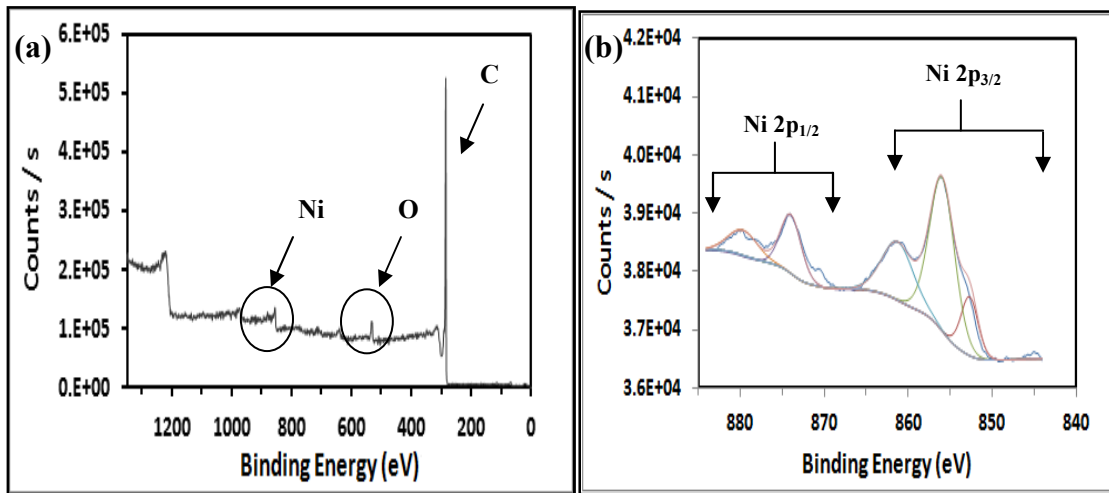 (a)
6.E+05
5.E+05
4.E+05
3.E+05
2.E+05
1.E+05
0.E+00
Counts / s
C
Ni
O
1200 1000 800 600 400 200 0
Binding Energy (eV)
(b)
4.2E+04
4.1E+04
4.0E+04
3.9E+04
3.8E+04
3.7E+04
3.6E+04
Counts / s
Ni 2p1/2
Ni 2p3/2
880 870 860 850 840
Binding Energy (eV)